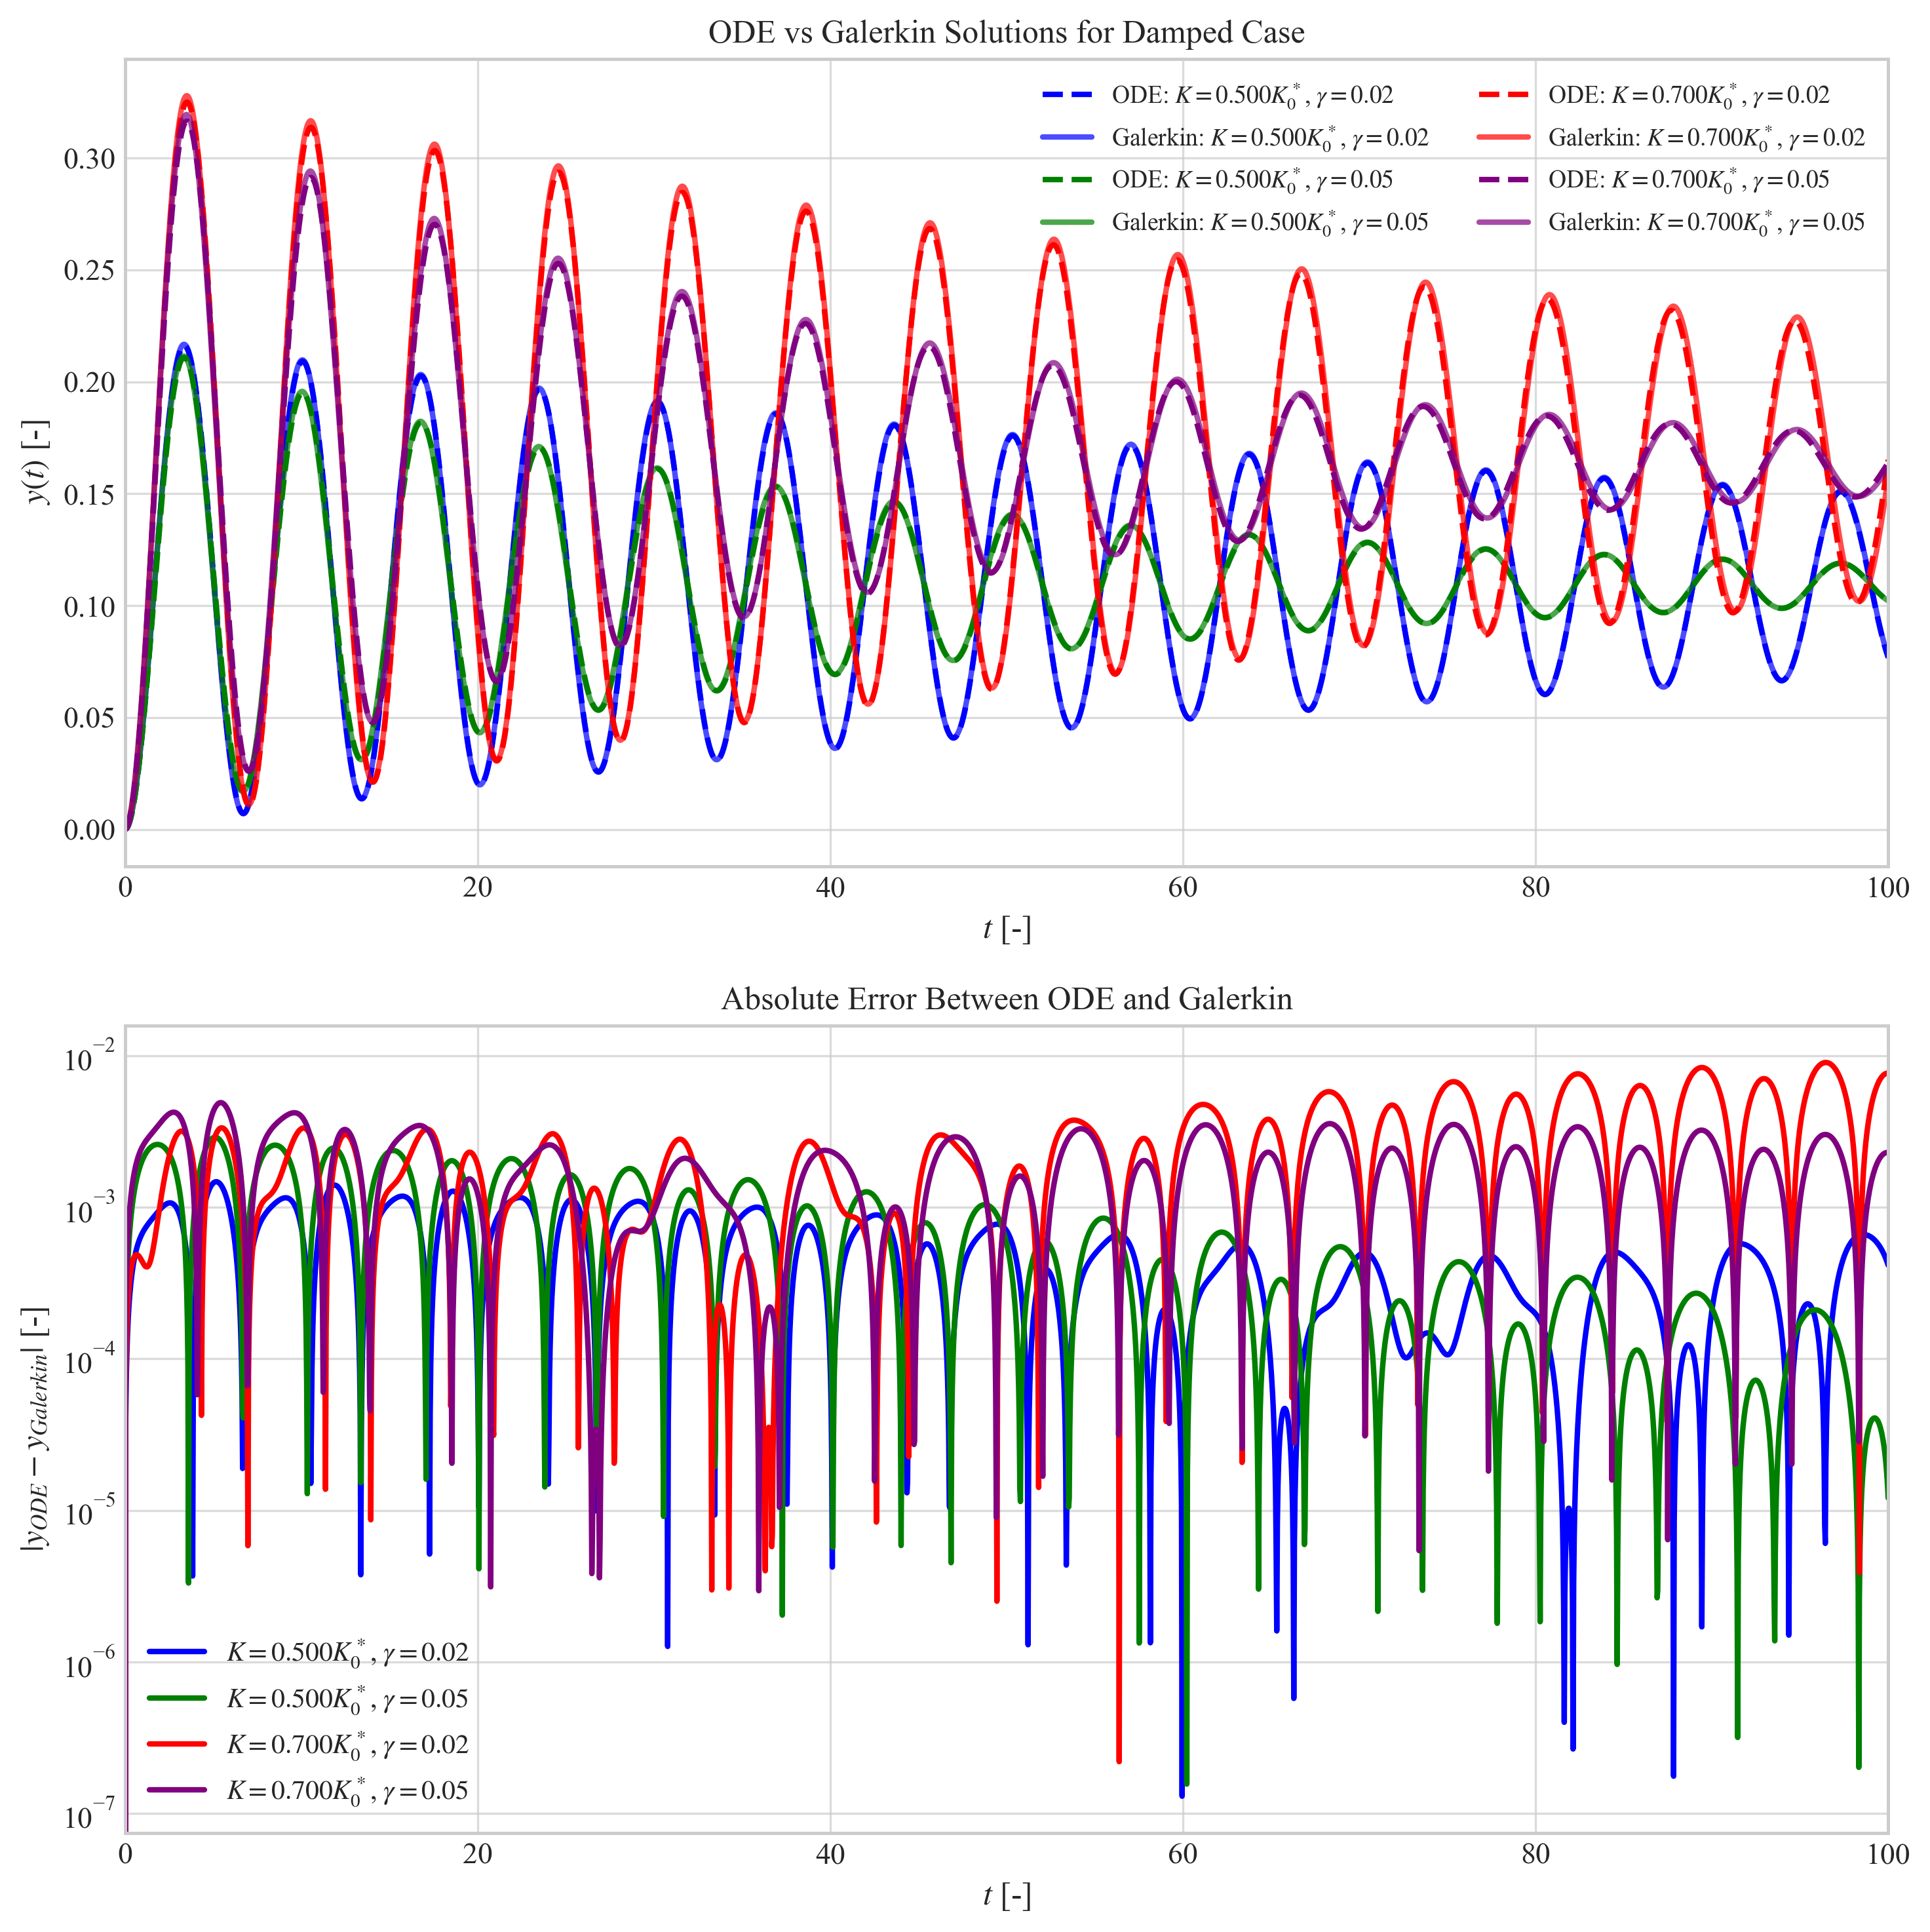 ODE vs Galerkin Solutions for Damped Case
ODE: K = 0.500K₀*, γ = 0.02
Galerkin: K = 0.500K₀*, γ = 0.02
ODE: K = 0.500K₀*, γ = 0.05
Galerkin: K = 0.500K₀*, γ = 0.05
ODE: K = 0.700K₀*, γ = 0.02
Galerkin: K = 0.700K₀*, γ = 0.02
ODE: K = 0.700K₀*, γ = 0.05
Galerkin: K = 0.700K₀*, γ = 0.05
y(t) [-]
0.30
0.25
0.20
0.15
0.10
0.05
0.00
0 20 40 60 80 100
t [-]
Absolute Error Between ODE and Galerkin
|y_ODE − y_Galerkin| [-]
10⁻²
10⁻³
10⁻⁴
10⁻⁵
10⁻⁶
10⁻⁷
K = 0.500K₀*, γ = 0.02
K = 0.500K₀*, γ = 0.05
K = 0.700K₀*, γ = 0.02
K = 0.700K₀*, γ = 0.05
0 20 40 60 80 100
t [-]